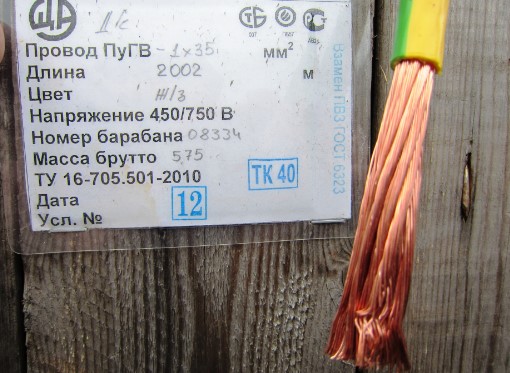 Провод ПуГВ -1х35 мм²
Длина 2002 м
Цвет ж/з
Напряжение 450/750 В
Номер барабана 08334
Масса брутто 575
ТУ 16-705.501-2010
ТК 40
Дата
12
Усл. №
Взамен ПВ3 ГОСТ 6323